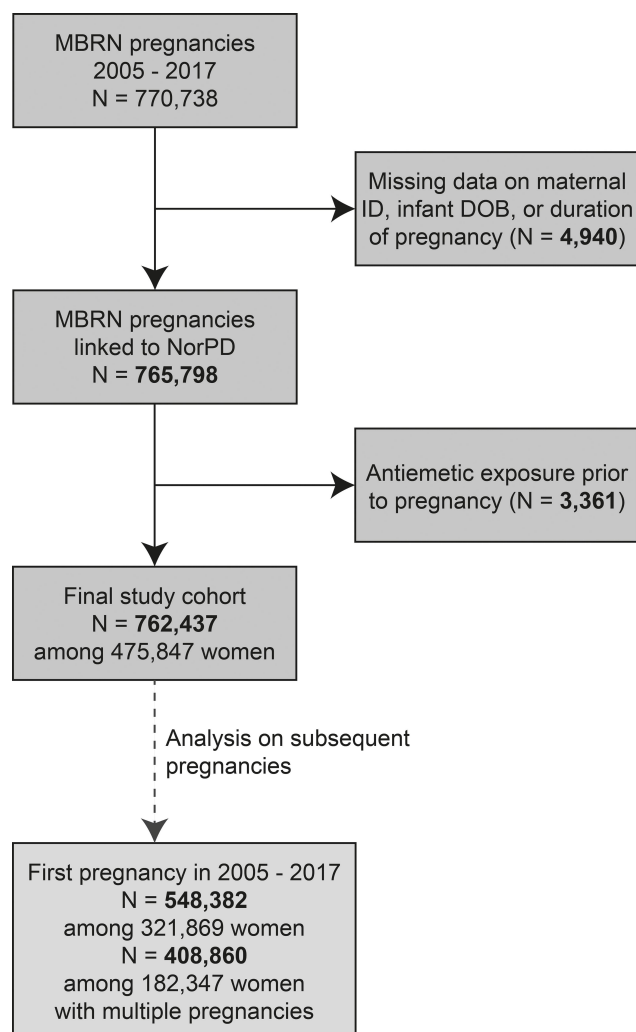 MBRN pregnancies
2005 - 2017
N = 770,738
Missing data on maternal
ID, infant DOB, or duration
of pregnancy (N = 4,940)
MBRN pregnancies
linked to NorPD
N = 765,798
Antiemetic exposure prior
to pregnancy (N = 3,361)
Final study cohort
N = 762,437
among 475,847 women
Analysis on subsequent
pregnancies
First pregnancy in 2005 - 2017
N = 548,382
among 321,869 women
N = 408,860
among 182,347 women
with multiple pregnancies